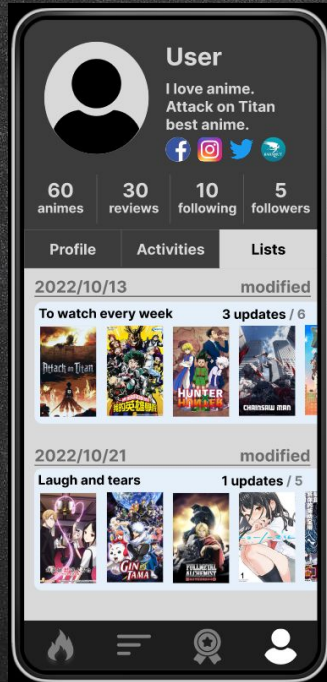 User
I love anime.
Attack on Titan
best anime.
60 30 10 5
animes reviews following followers
Profile Activities Lists
2022/10/13 modified
To watch every week 3 updates / 6
Attack on Titan
HUNTER
HUNTER
CHAINSAW MAN
2022/10/21 modified
Laugh and tears 1 updates / 5
GINTAMA
FULLMETAL
ALCHEMIST
1